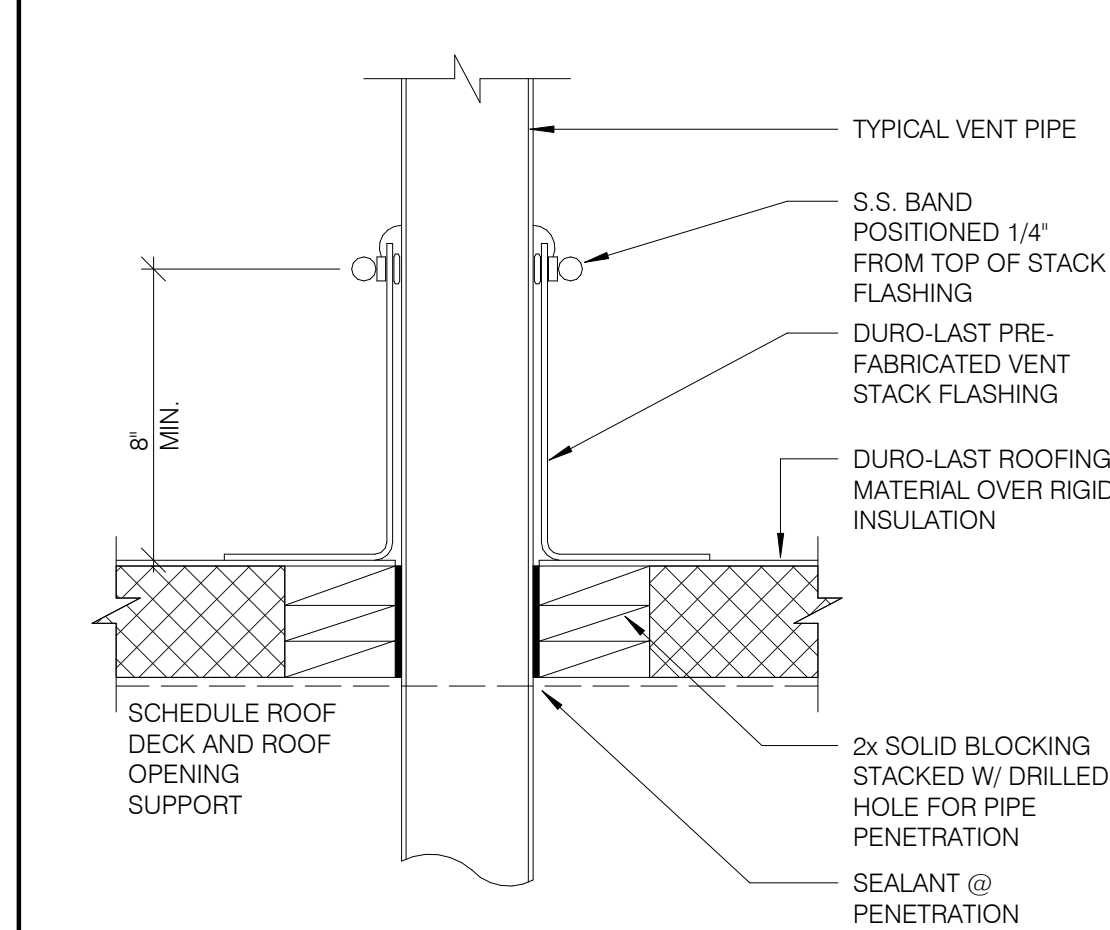 TYPICAL VENT PIPE
S.S. BAND
POSITIONED 1/4"
FROM TOP OF STACK
FLASHING
DURO-LAST PRE-
FABRICATED VENT
STACK FLASHING
8"
MIN.
DURO-LAST ROOFING
MATERIAL OVER RIGID
INSULATION
SCHEDULE ROOF
DECK AND ROOF
OPENING
SUPPORT
2x SOLID BLOCKING
STACKED W/ DRILLED
HOLE FOR PIPE
PENETRATION
SEALANT @
PENETRATION